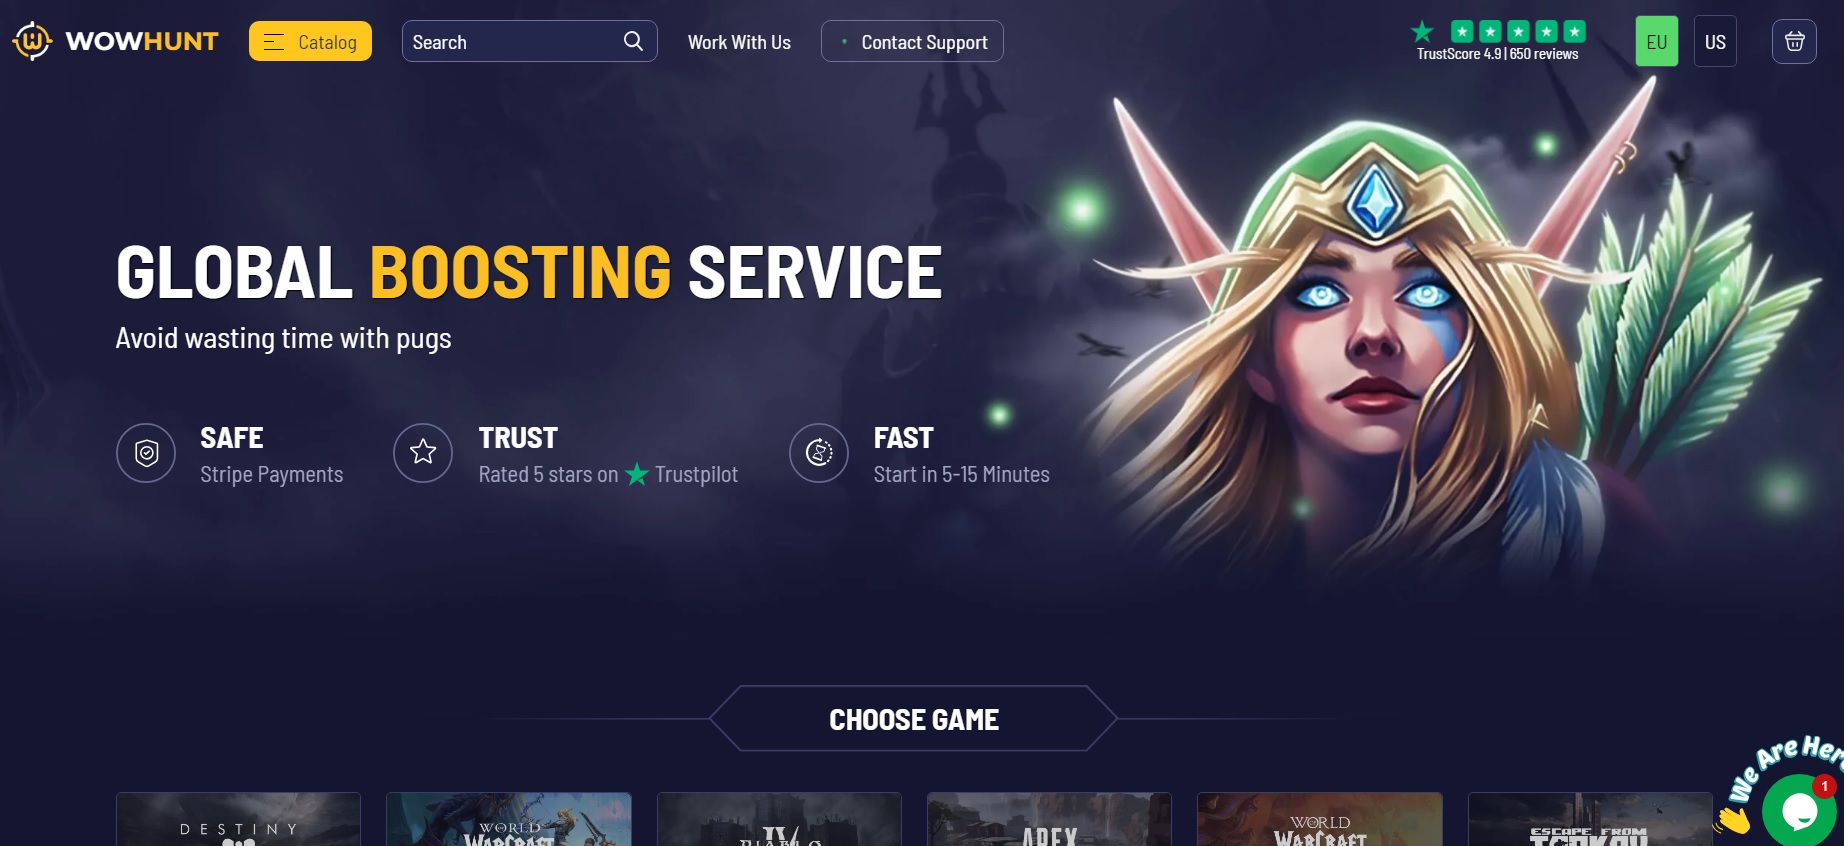 WOWHUNT
Catalog
Search
Work With Us
Contact Support
TrustScore 4.9 | 650 reviews
EU
US
GLOBAL BOOSTING SERVICE
Avoid wasting time with pugs
SAFE
Stripe Payments
TRUST
Rated 5 stars on Trustpilot
FAST
Start in 5-15 Minutes
CHOOSE GAME
We Are Here
1
DESTINY
WORLD
WARCRAFT
IV
DIABLO
APEX
WORLD
WARCRAFT
ESCAPE FROM
TARKOV